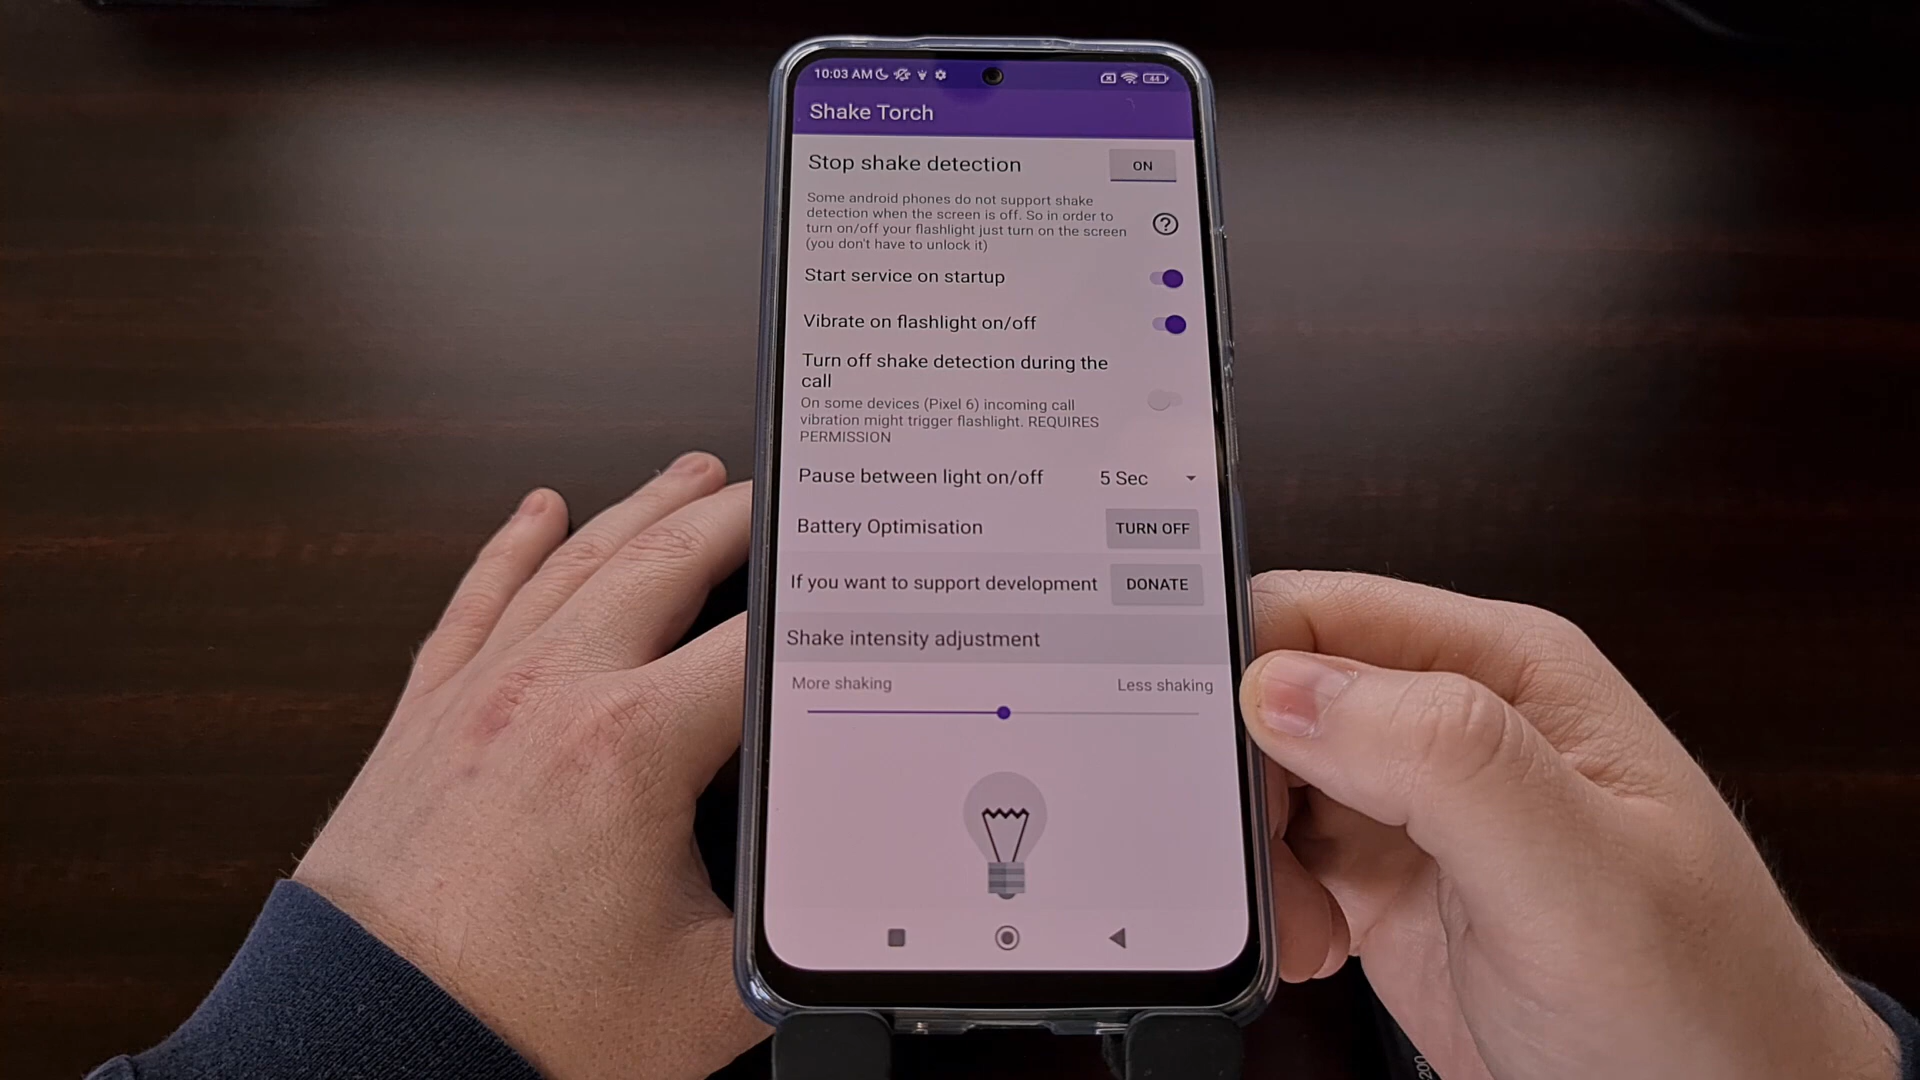 10:03 AM
44
Shake Torch
Stop shake detection
ON
Some android phones do not support shake
detection when the screen is off. So in order to
turn on/off your flashlight just turn on the screen
(you don't have to unlock it)
Start service on startup
Vibrate on flashlight on/off
Turn off shake detection during the
call
On some devices (Pixel 6) incoming call
vibration might trigger flashlight. REQUIRES
PERMISSION
Pause between light on/off
5 Sec
Battery Optimisation
TURN OFF
If you want to support development
DONATE
Shake intensity adjustment
More shaking
Less shaking
200